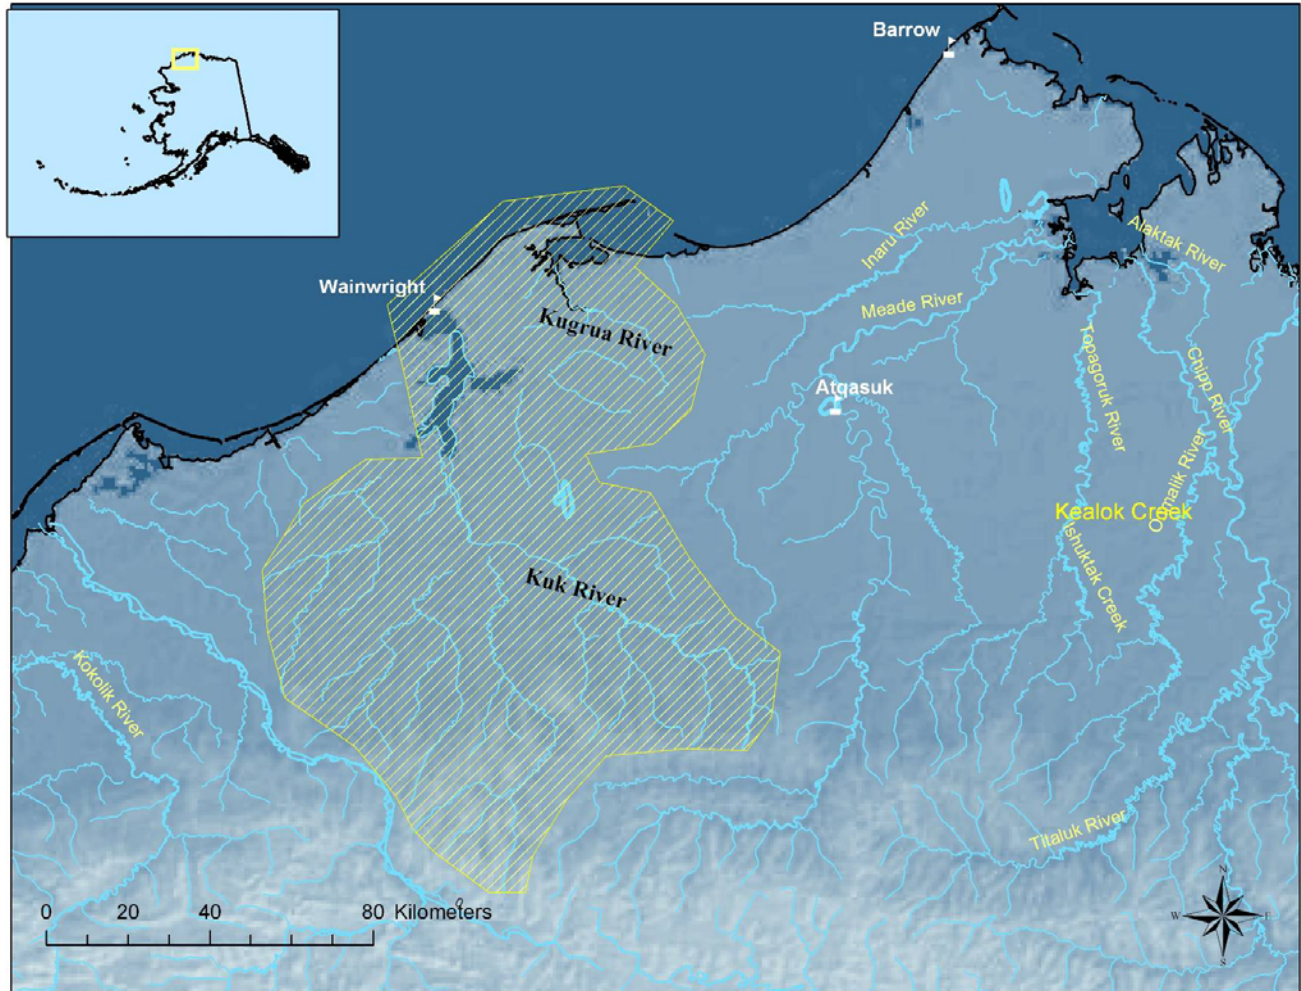 Barrow
Inaru River
Alaktak River
Wainwright
Meade River
Kugrua River
Topagoruk River
Chipp River
Atqasuk
Kealok Creek
Oumalik River
Ishuktak Creek
Kuk River
Kokolik River
Titaluk River
N
W
E
S
0 20 40 80 Kilometers